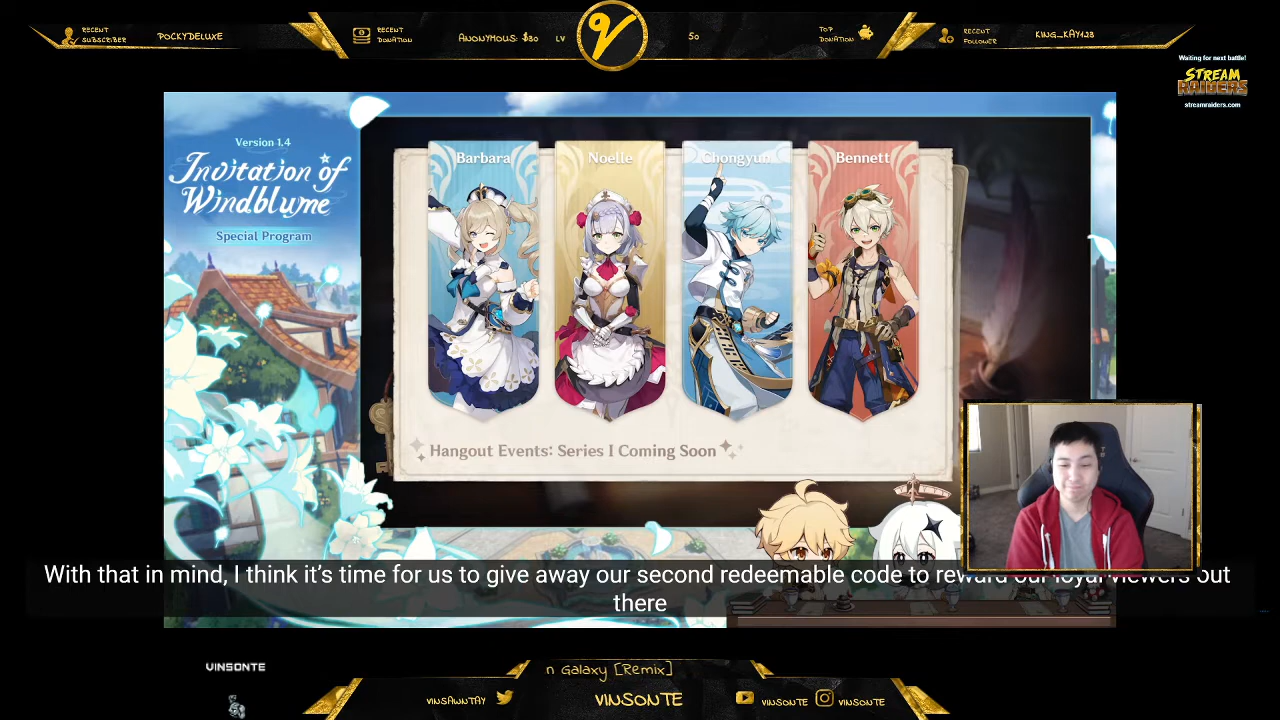 RECENT
SUBSCRIBER
POCKYDELUXE
RECENT
DONATION
ANONYMOUS: $30
LV
50
TOP
DONATION
RECENT
FOLLOWER
KING_KAY123
Waiting for next battle!
STREAM
RAIDERS
streamraiders.com
Version 1.4
Invitation of
Windblume
Special Program
Barbara
Noelle
Chongyun
Bennett
Hangout Events: Series I Coming Soon
With that in mind, I think it's time for us to give away our second redeemable code to reward our loyal viewers out
there
VINSONTE
n Galaxy [Remix]
VINSAWNTAY
VINSONTE
VINSONTE
VINSONTE